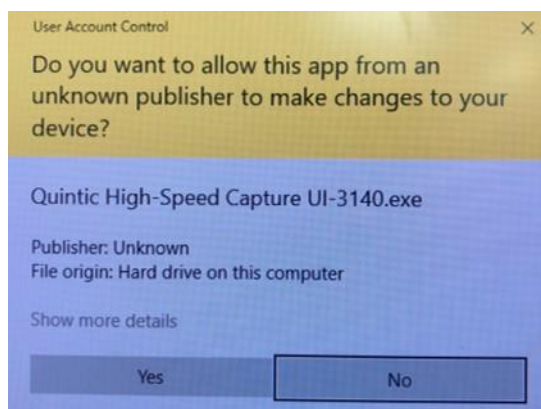 User Account Control
Do you want to allow this app from an
unknown publisher to make changes to your
device?
Quintic High-Speed Capture UI-3140.exe
Publisher: Unknown
File origin: Hard drive on this computer
Show more details
Yes
No